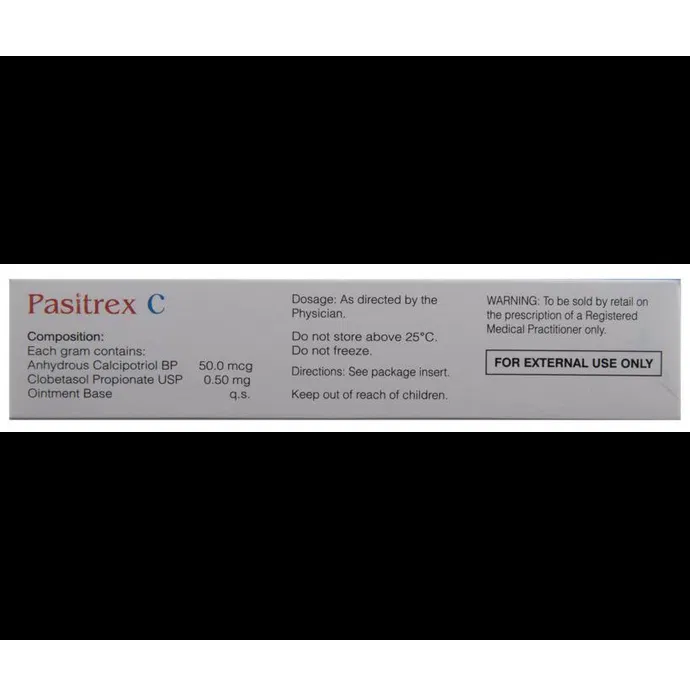 Pasitrex C
Composition:
Each gram contains:
Anhydrous Calcipotriol BP 50.0 mcg
Clobetasol Propionate USP 0.50 mg
Ointment Base q.s.
Dosage: As directed by the
Physician.
Do not store above 25°C.
Do not freeze.
Directions: See package insert.
Keep out of reach of children.
WARNING: To be sold by retail on
the prescription of a Registered
Medical Practitioner only.
FOR EXTERNAL USE ONLY